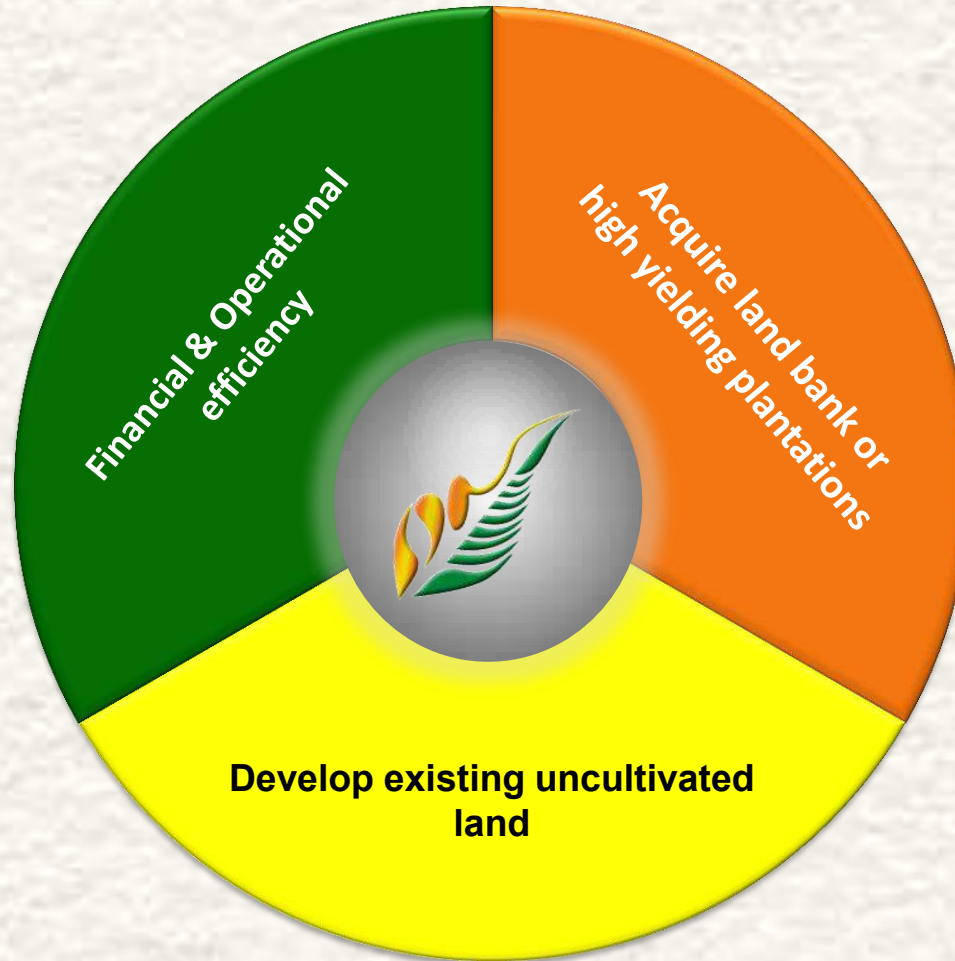 Financial & Operational
efficiency
Acquire land bank or
high yielding plantations
Develop existing uncultivated
land